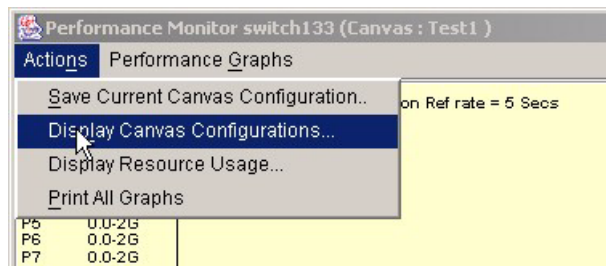 Performance Monitor switch133 (Canvas : Test1 )
Actions Performance Graphs
Save Current Canvas Configuration..
on Ref rate = 5 Secs
Display Canvas Configurations...
Display Resource Usage...
Print All Graphs
P5 0.0-2G
P6 0.0-2G
P7 0.0-2G